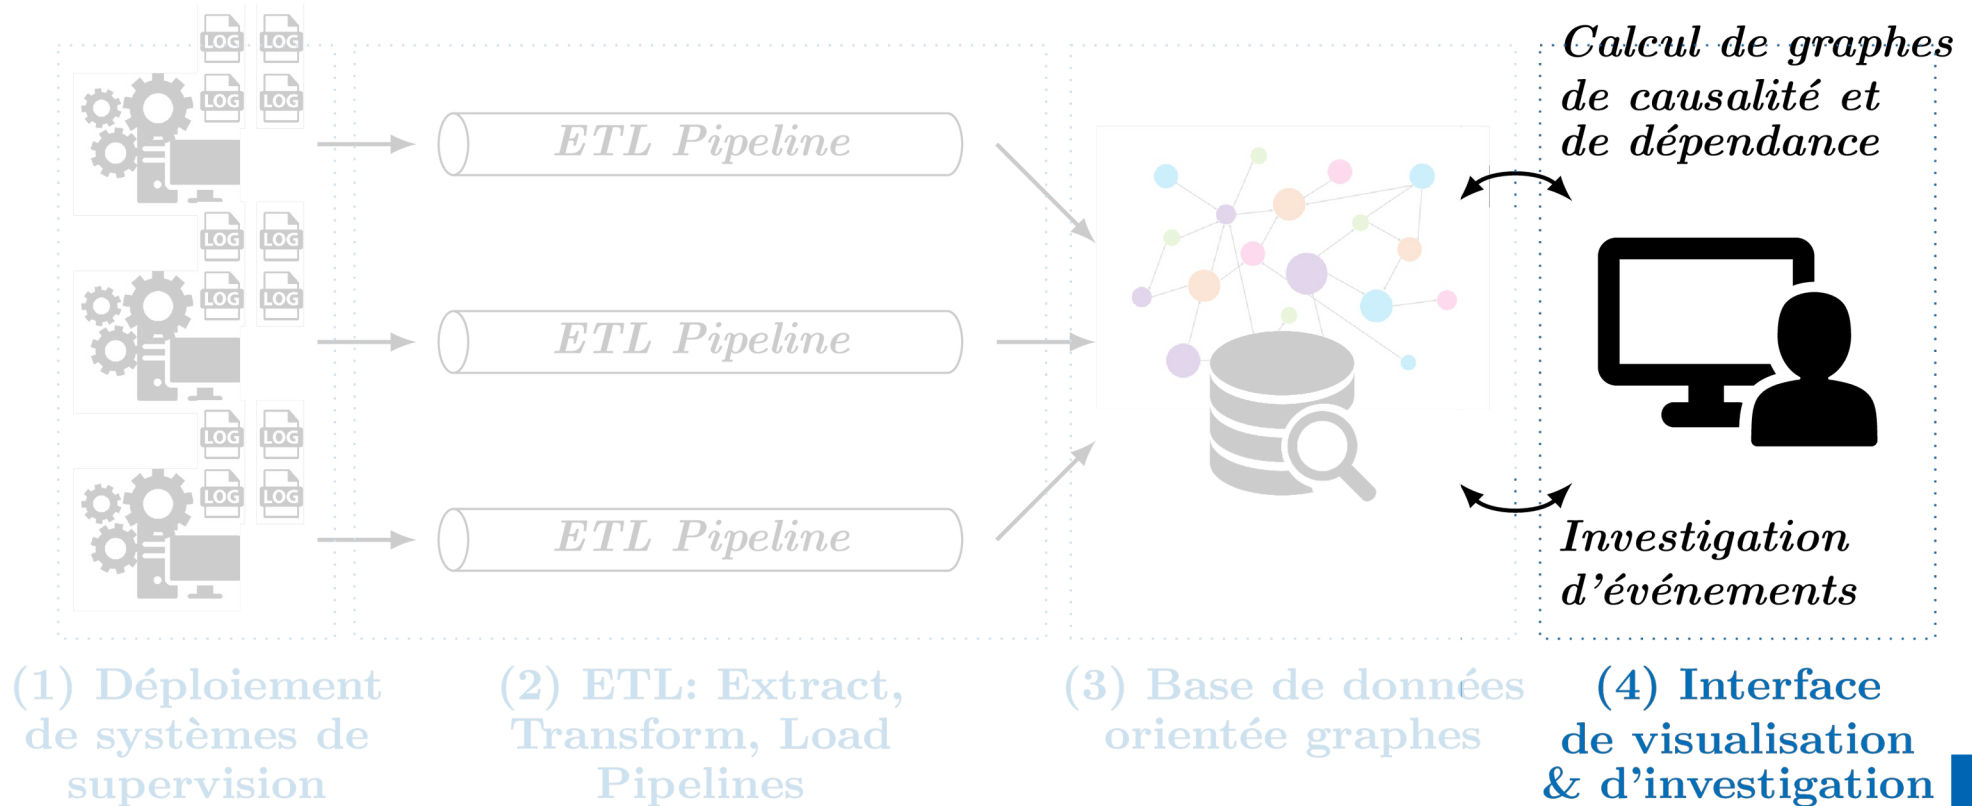 LOG LOG
LOG LOG
LOG LOG
LOG LOG
LOG LOG
LOG LOG
ETL Pipeline
ETL Pipeline
ETL Pipeline
Calcul de graphes
de causalité et
de dépendance
Investigation
d'événements
(1) Déploiement
de systèmes de
supervision
(2) ETL: Extract,
Transform, Load
Pipelines
(3) Base de données
orientée graphes
(4) Interface
de visualisation
& d'investigation